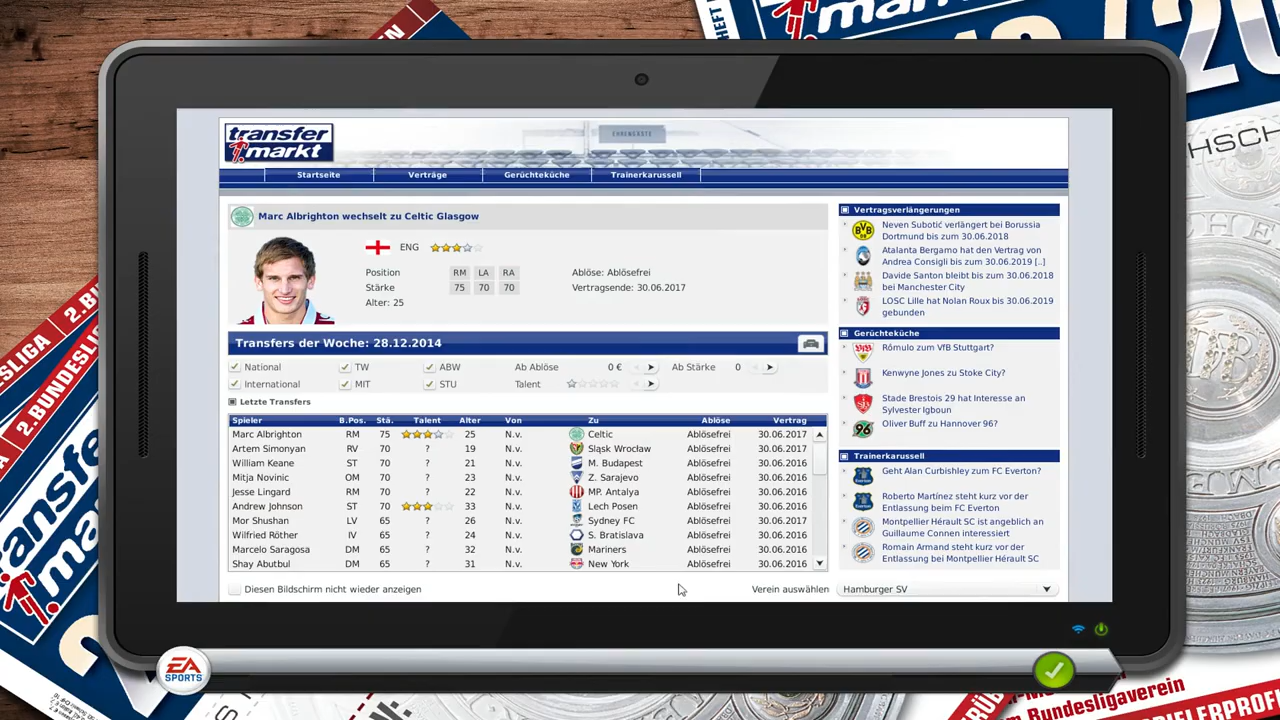 transfer
markt
EHRENGÄSTE
Startseite Verträge Gerüchteküche Trainerkarussell
Marc Albrighton wechselt zu Celtic Glasgow
ENG
Position RM LA RA Ablöse: Ablösefrei
Stärke 75 70 70 Vertragsende: 30.06.2017
Alter: 25
Transfers der Woche: 28.12.2014
National TW ABW Ab Ablöse 0 € Ab Stärke 0
International MIT STU Talent
Letzte Transfers
Spieler B.Pos. Stä. Talent Alter Von Zu Ablöse Vertrag
Marc Albrighton RM 75 25 N.v. Celtic Ablösefrei 30.06.2017
Artem Simonyan RV 70 ? 19 N.v. Sląsk Wrocław Ablösefrei 30.06.2017
William Keane ST 70 ? 21 N.v. M. Budapest Ablösefrei 30.06.2016
Mitja Novinic OM 70 ? 23 N.v. Z. Sarajevo Ablösefrei 30.06.2016
Jesse Lingard RM 70 ? 22 N.v. MP. Antalya Ablösefrei 30.06.2016
Andrew Johnson ST 70 33 N.v. Lech Posen Ablösefrei 30.06.2016
Mor Shushan LV 65 ? 26 N.v. Sydney FC Ablösefrei 30.06.2017
Wilfried Röther IV 65 ? 24 N.v. S. Bratislava Ablösefrei 30.06.2016
Marcelo Saragosa DM 65 ? 32 N.v. Mariners Ablösefrei 30.06.2016
Shay Abutbul DM 65 ? 31 N.v. New York Ablösefrei 30.06.2016
Diesen Bildschirm nicht wieder anzeigen
Verein auswählen Hamburger SV
Vertragsverlängerungen
Neven Subotić verlängert bei Borussia
Dortmund bis zum 30.06.2018
Atalanta Bergamo hat den Vertrag von
Andrea Consigli bis zum 30.06.2019 [..]
Davide Santon bleibt bis zum 30.06.2018
bei Manchester City
LOSC Lille hat Nolan Roux bis 30.06.2019
gebunden
Gerüchteküche
Rômulo zum VfB Stuttgart?
Kenwyne Jones zu Stoke City?
Stade Brestois 29 hat Interesse an
Sylvester Igboun
Oliver Buff zu Hannover 96?
Trainerkarussell
Geht Alan Curbishley zum FC Everton?
Roberto Martínez steht kurz vor der
Entlassung beim FC Everton
Montpellier Hérault SC ist angeblich an
Guillaume Connen interessiert
Romain Armand steht kurz vor der
Entlassung bei Montpellier Hérault SC
EA
SPORTS
2.BUNDESLIGA
m Bundesligaverein
SPIELERPROFI